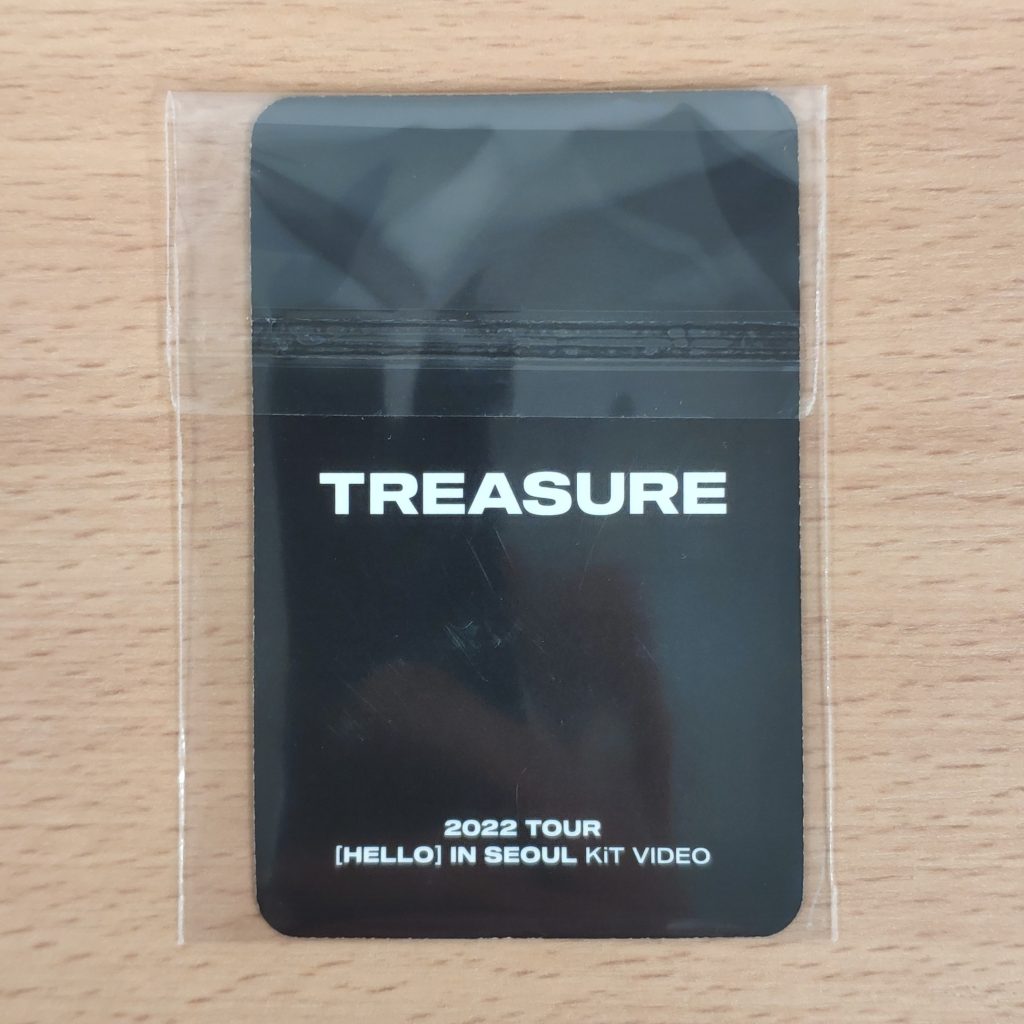 TREASURE
2022 TOUR
[HELLO] IN SEOUL KiT VIDEO